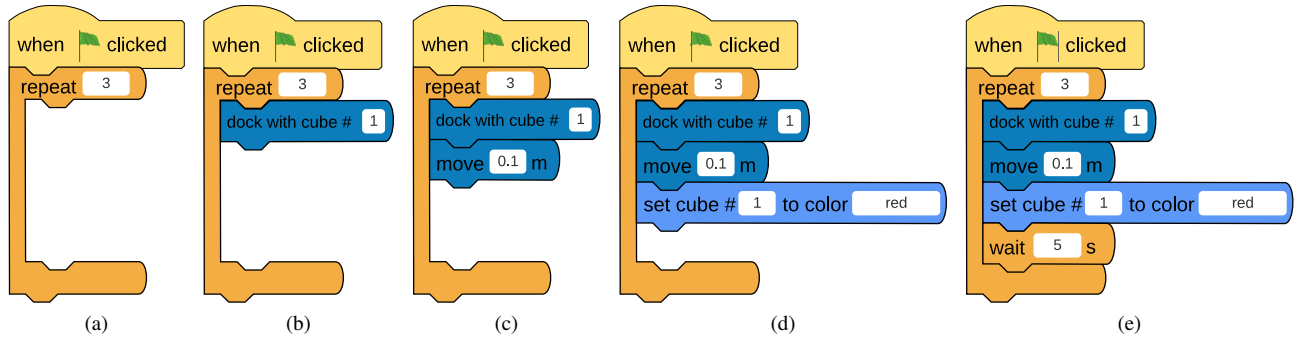 when clicked
repeat 3
(a)
when clicked
repeat 3
dock with cube # 1
(b)
when clicked
repeat 3
dock with cube # 1
move 0.1 m
(c)
when clicked
repeat 3
dock with cube # 1
move 0.1 m
set cube # 1 to color red
(d)
when clicked
repeat 3
dock with cube # 1
move 0.1 m
set cube # 1 to color red
wait 5 s
(e)